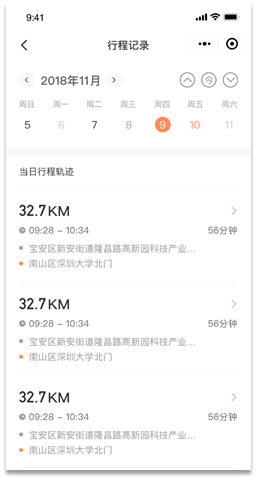 9:41
行程记录
2018年11月 今
周日 周一 周二 周三 周四 周五 周六
5 6 7 8 9 10 11
当日行程轨迹
32.7KM
09:28 - 10:34 56分钟
宝安区新安街道隆昌路高新园科技产业...
南山区深圳大学北门
32.7KM
09:28 - 10:34 56分钟
宝安区新安街道隆昌路高新园科技产业...
南山区深圳大学北门
32.7KM
09:28 - 10:34 56分钟
宝安区新安街道隆昌路高新园科技产业...
南山区深圳大学北门